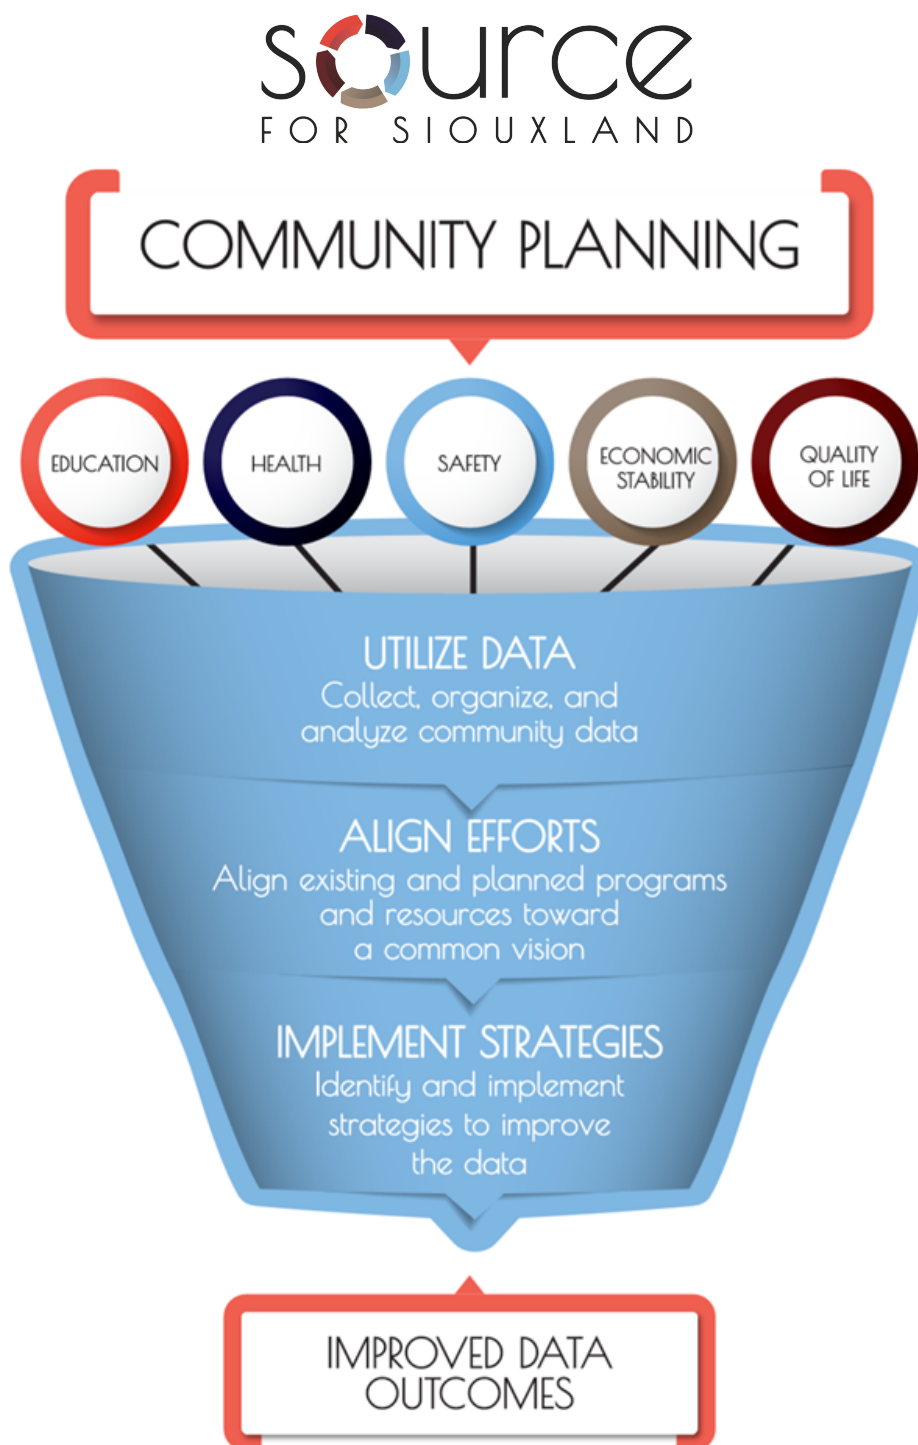 source
FOR SIOUXLAND
COMMUNITY PLANNING
EDUCATION
HEALTH
SAFETY
ECONOMIC
STABILITY
QUALITY
OF LIFE
UTILIZE DATA
Collect, organize, and
analyze community data
ALIGN EFFORTS
Align existing and planned programs
and resources toward
a common vision
IMPLEMENT STRATEGIES
Identify and implement
strategies to improve
the data
IMPROVED DATA
OUTCOMES